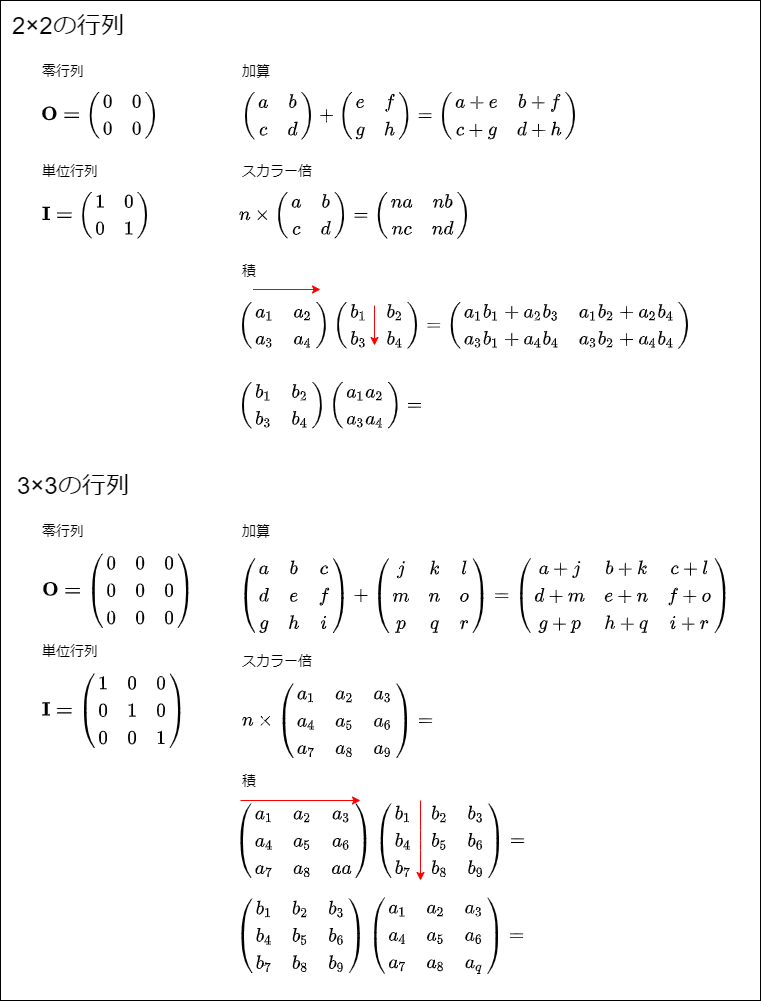 2×2の行列
零行列
O = \begin{pmatrix} 0 & 0 \\ 0 & 0 \end{pmatrix}
加算
\begin{pmatrix} a & b \\ c & d \end{pmatrix} + \begin{pmatrix} e & f \\ g & h \end{pmatrix} = \begin{pmatrix} a+e & b+f \\ c+g & d+h \end{pmatrix}
単位行列
I = \begin{pmatrix} 1 & 0 \\ 0 & 1 \end{pmatrix}
スカラー倍
n × \begin{pmatrix} a & b \\ c & d \end{pmatrix} = \begin{pmatrix} na & nb \\ nc & nd \end{pmatrix}
積
\begin{pmatrix} a_1 & a_2 \\ a_3 & a_4 \end{pmatrix} \begin{pmatrix} b_1 & b_2 \\ b_3 & b_4 \end{pmatrix} = \begin{pmatrix} a_1b_1+a_2b_3 & a_1b_2+a_2b_4 \\ a_3b_1+a_4b_4 & a_3b_2+a_4b_4 \end{pmatrix}
\begin{pmatrix} b_1 & b_2 \\ b_3 & b_4 \end{pmatrix} \begin{pmatrix} a_1a_2 \\ a_3a_4 \end{pmatrix} =
3×3の行列
零行列
O = \begin{pmatrix} 0 & 0 & 0 \\ 0 & 0 & 0 \\ 0 & 0 & 0 \end{pmatrix}
加算
\begin{pmatrix} a & b & c \\ d & e & f \\ g & h & i \end{pmatrix} + \begin{pmatrix} j & k & l \\ m & n & o \\ p & q & r \end{pmatrix} = \begin{pmatrix} a+j & b+k & c+l \\ d+m & e+n & f+o \\ g+p & h+q & i+r \end{pmatrix}
単位行列
I = \begin{pmatrix} 1 & 0 & 0 \\ 0 & 1 & 0 \\ 0 & 0 & 1 \end{pmatrix}
スカラー倍
n × \begin{pmatrix} a_1 & a_2 & a_3 \\ a_4 & a_5 & a_6 \\ a_7 & a_8 & a_9 \end{pmatrix} =
積
\begin{pmatrix} a_1 & a_2 & a_3 \\ a_4 & a_5 & a_6 \\ a_7 & a_8 & aa \end{pmatrix} \begin{pmatrix} b_1 & b_2 & b_3 \\ b_4 & b_5 & b_6 \\ b_7 & b_8 & b_9 \end{pmatrix} =
\begin{pmatrix} b_1 & b_2 & b_3 \\ b_4 & b_5 & b_6 \\ b_7 & b_8 & b_9 \end{pmatrix} \begin{pmatrix} a_1 & a_2 & a_3 \\ a_4 & a_5 & a_6 \\ a_7 & a_8 & a_q \end{pmatrix} =